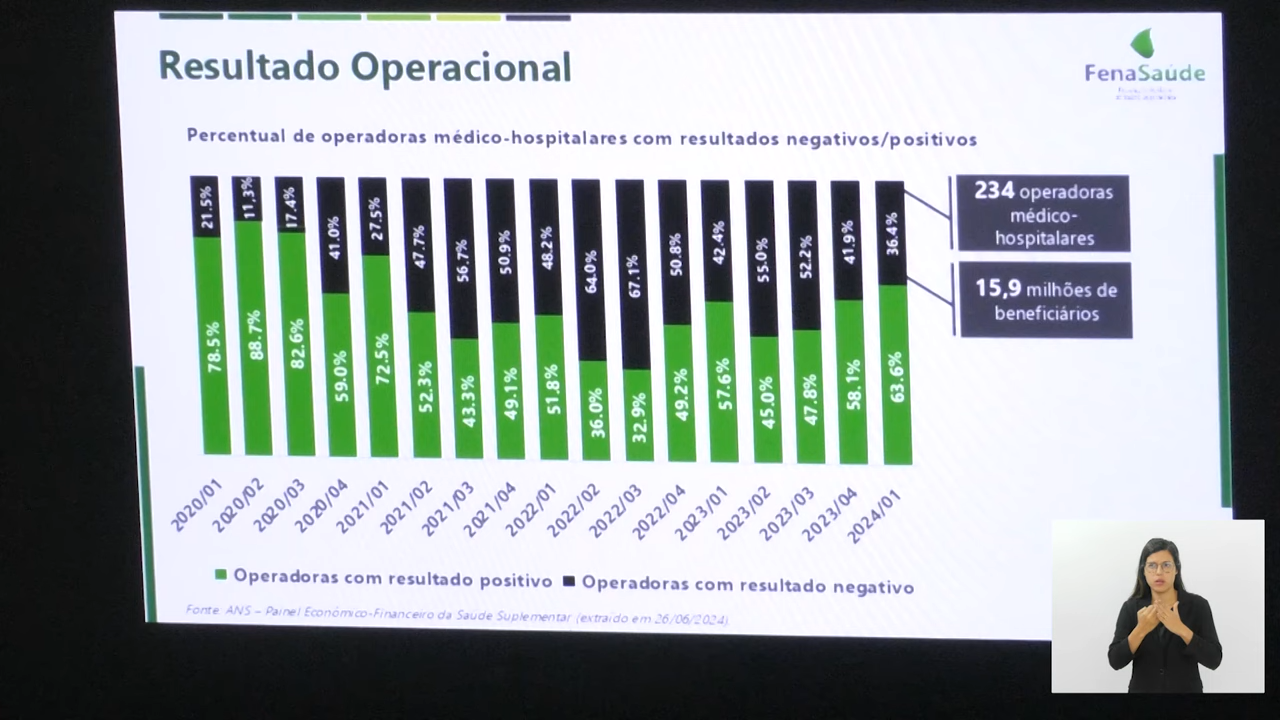 Resultado Operacional
FenaSaúde
Percentual de operadoras médico-hospitalares com resultados negativos/positivos
21.5% 11,3% 17.4% 41.0% 27.5% 47.7% 56.7% 50.9% 48.2% 64.0% 67.1% 50.8% 42.4% 55.0% 52.2% 41.9% 36.4%
234 operadoras
médico-
hospitalares
15,9 milhões de
beneficiários
78.5% 88.7% 82.6% 59.0% 72.5% 52.3% 43.3% 49.1% 51.8% 36.0% 32.9% 49.2% 57.6% 45.0% 47.8% 58.1% 63.6%
2020/01 2020/02 2020/03 2020/04 2021/01 2021/02 2021/03 2021/04 2022/01 2022/02 2022/03 2022/04 2023/01 2023/02 2023/03 2023/04 2024/01
Operadoras com resultado positivo Operadoras com resultado negativo
Fonte: ANS – Painel Econômico-Financeiro da Saúde Suplementar (extraído em 26/06/2024)